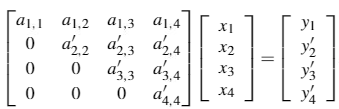 a1,1 a1,2 a1,3 a1,4 x1 y1
0 a′2,2 a′2,3 a′2,4 x2 = y′2
0 0 a′3,3 a′3,4 x3 y′3
0 0 0 a′4,4 x4 y′4